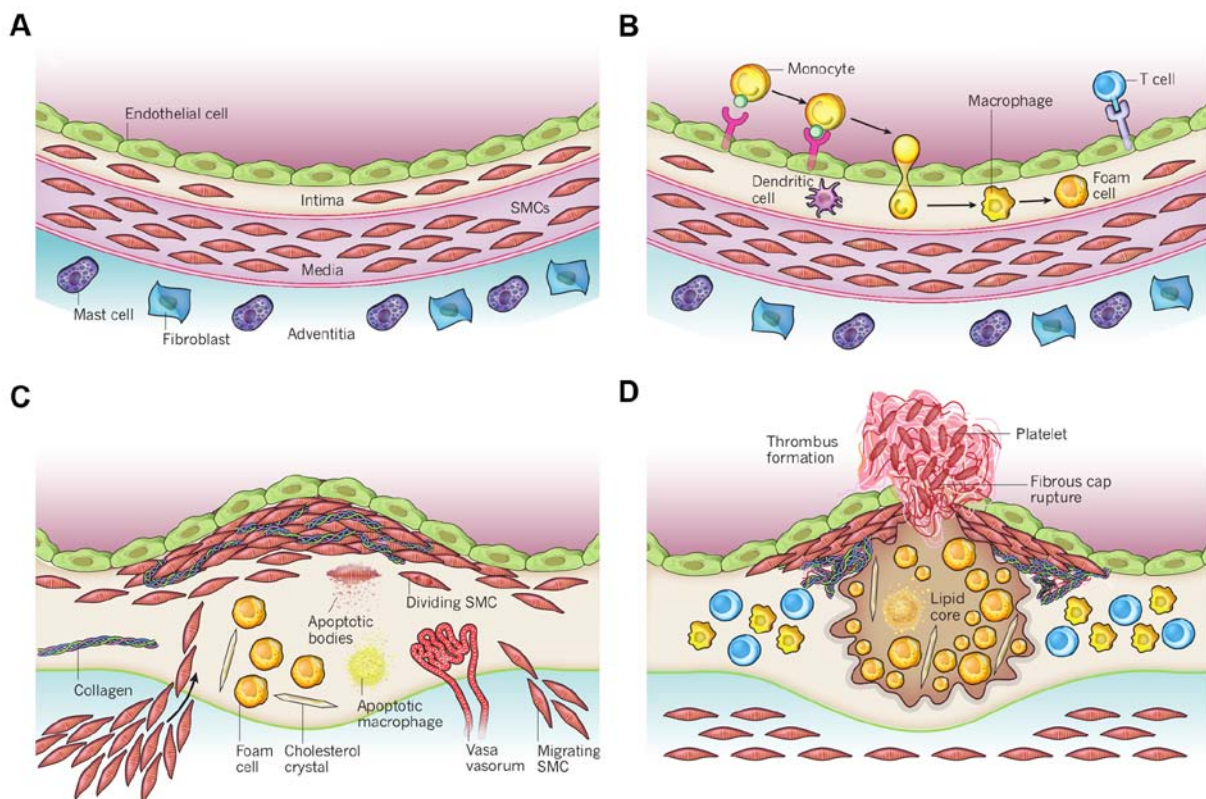 A
Endothelial cell
Intima
SMCs
Media
Mast cell
Fibroblast
Adventitia
B
Monocyte
T cell
Macrophage
Dendritic
cell
Foam
cell
C
Dividing SMC
Apoptotic
bodies
Collagen
Apoptotic
macrophage
Foam
cell
Cholesterol
crystal
Vasa
vasorum
Migrating
SMC
D
Thrombus
formation
Platelet
Fibrous cap
rupture
Lipid
core